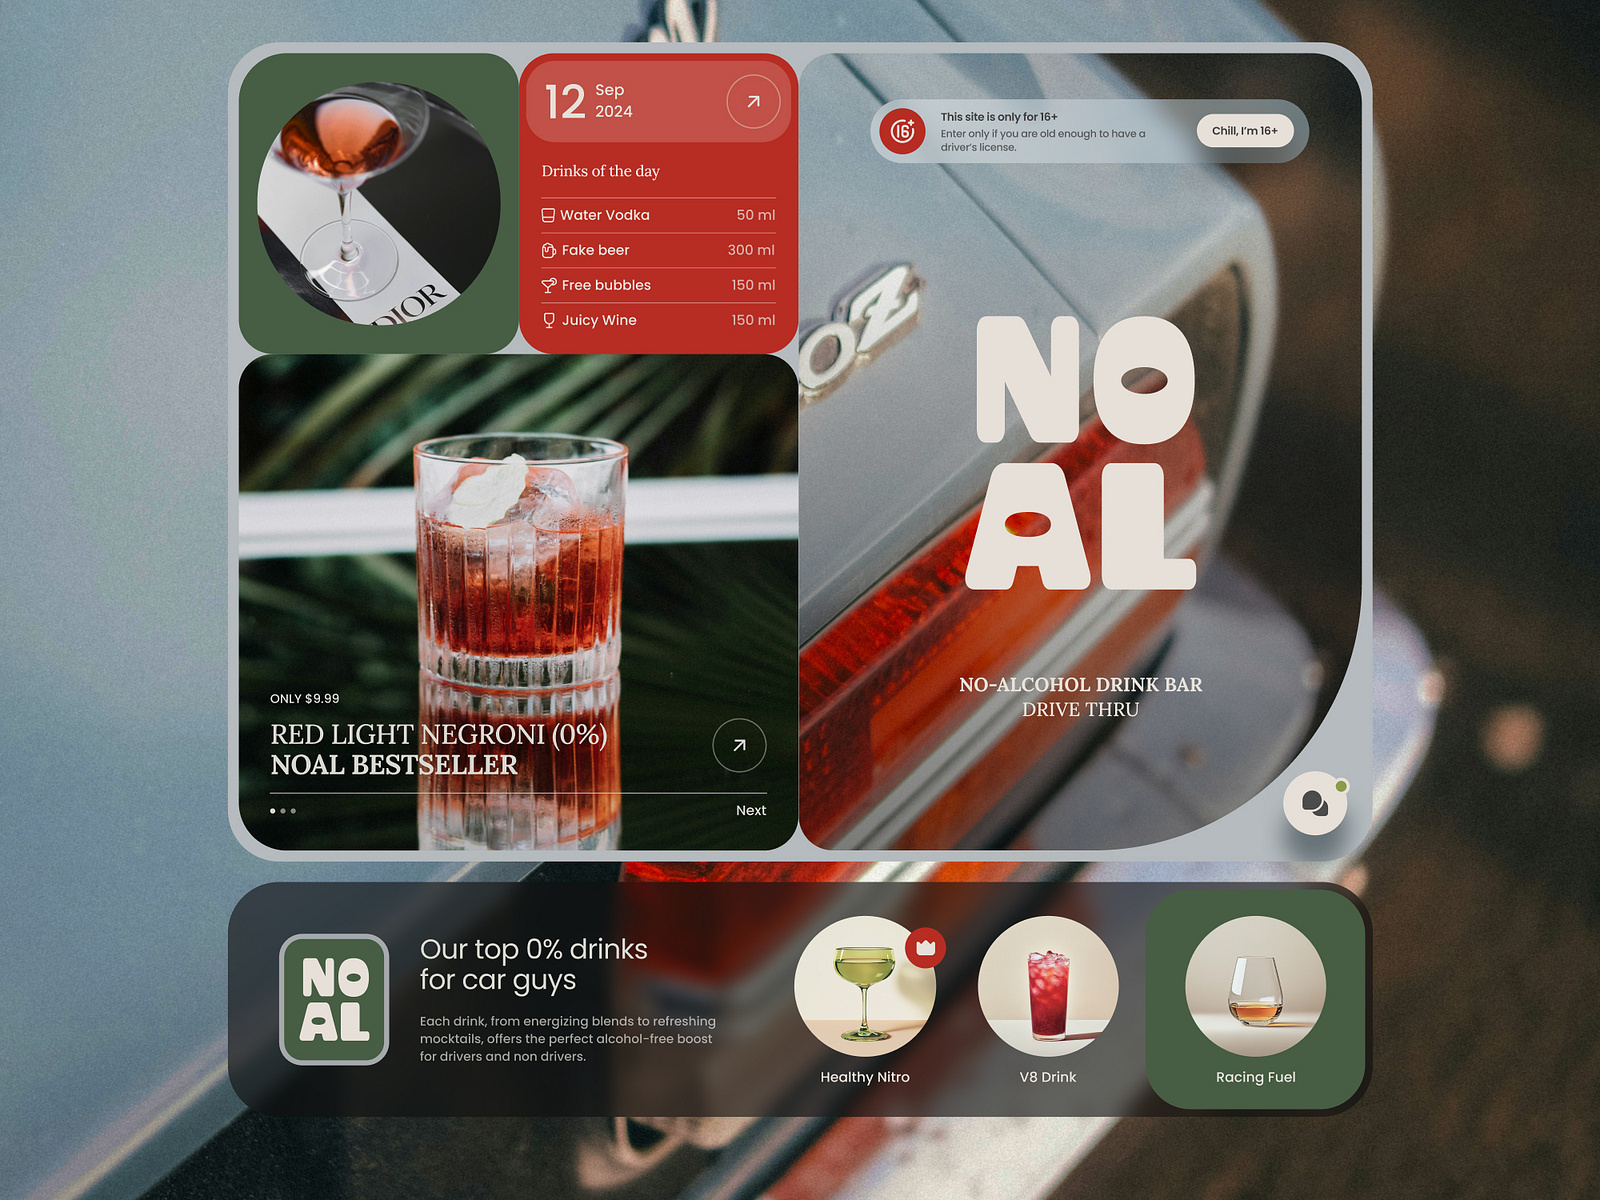 12
Sep
2024
Drinks of the day
Water Vodka 50 ml
Fake beer 300 ml
Free bubbles 150 ml
Juicy Wine 150 ml
DIOR
16+
This site is only for 16+
Enter only if you are old enough to have a
driver's license.
Chill, I'm 16+
OZ
NO
AL
NO-ALCOHOL DRINK BAR
DRIVE THRU
ONLY $9.99
RED LIGHT NEGRONI (0%)
NOAL BESTSELLER
Next
NO
AL
Our top 0% drinks
for car guys
Each drink, from energizing blends to refreshing
mocktails, offers the perfect alcohol-free boost
for drivers and non drivers.
Healthy Nitro
V8 Drink
Racing Fuel